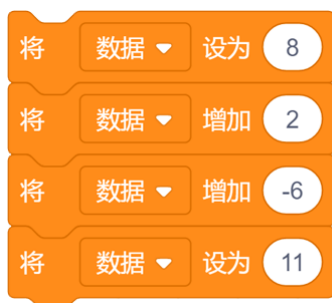 将 数据 设为 8
将 数据 增加 2
将 数据 增加 -6
将 数据 设为 11